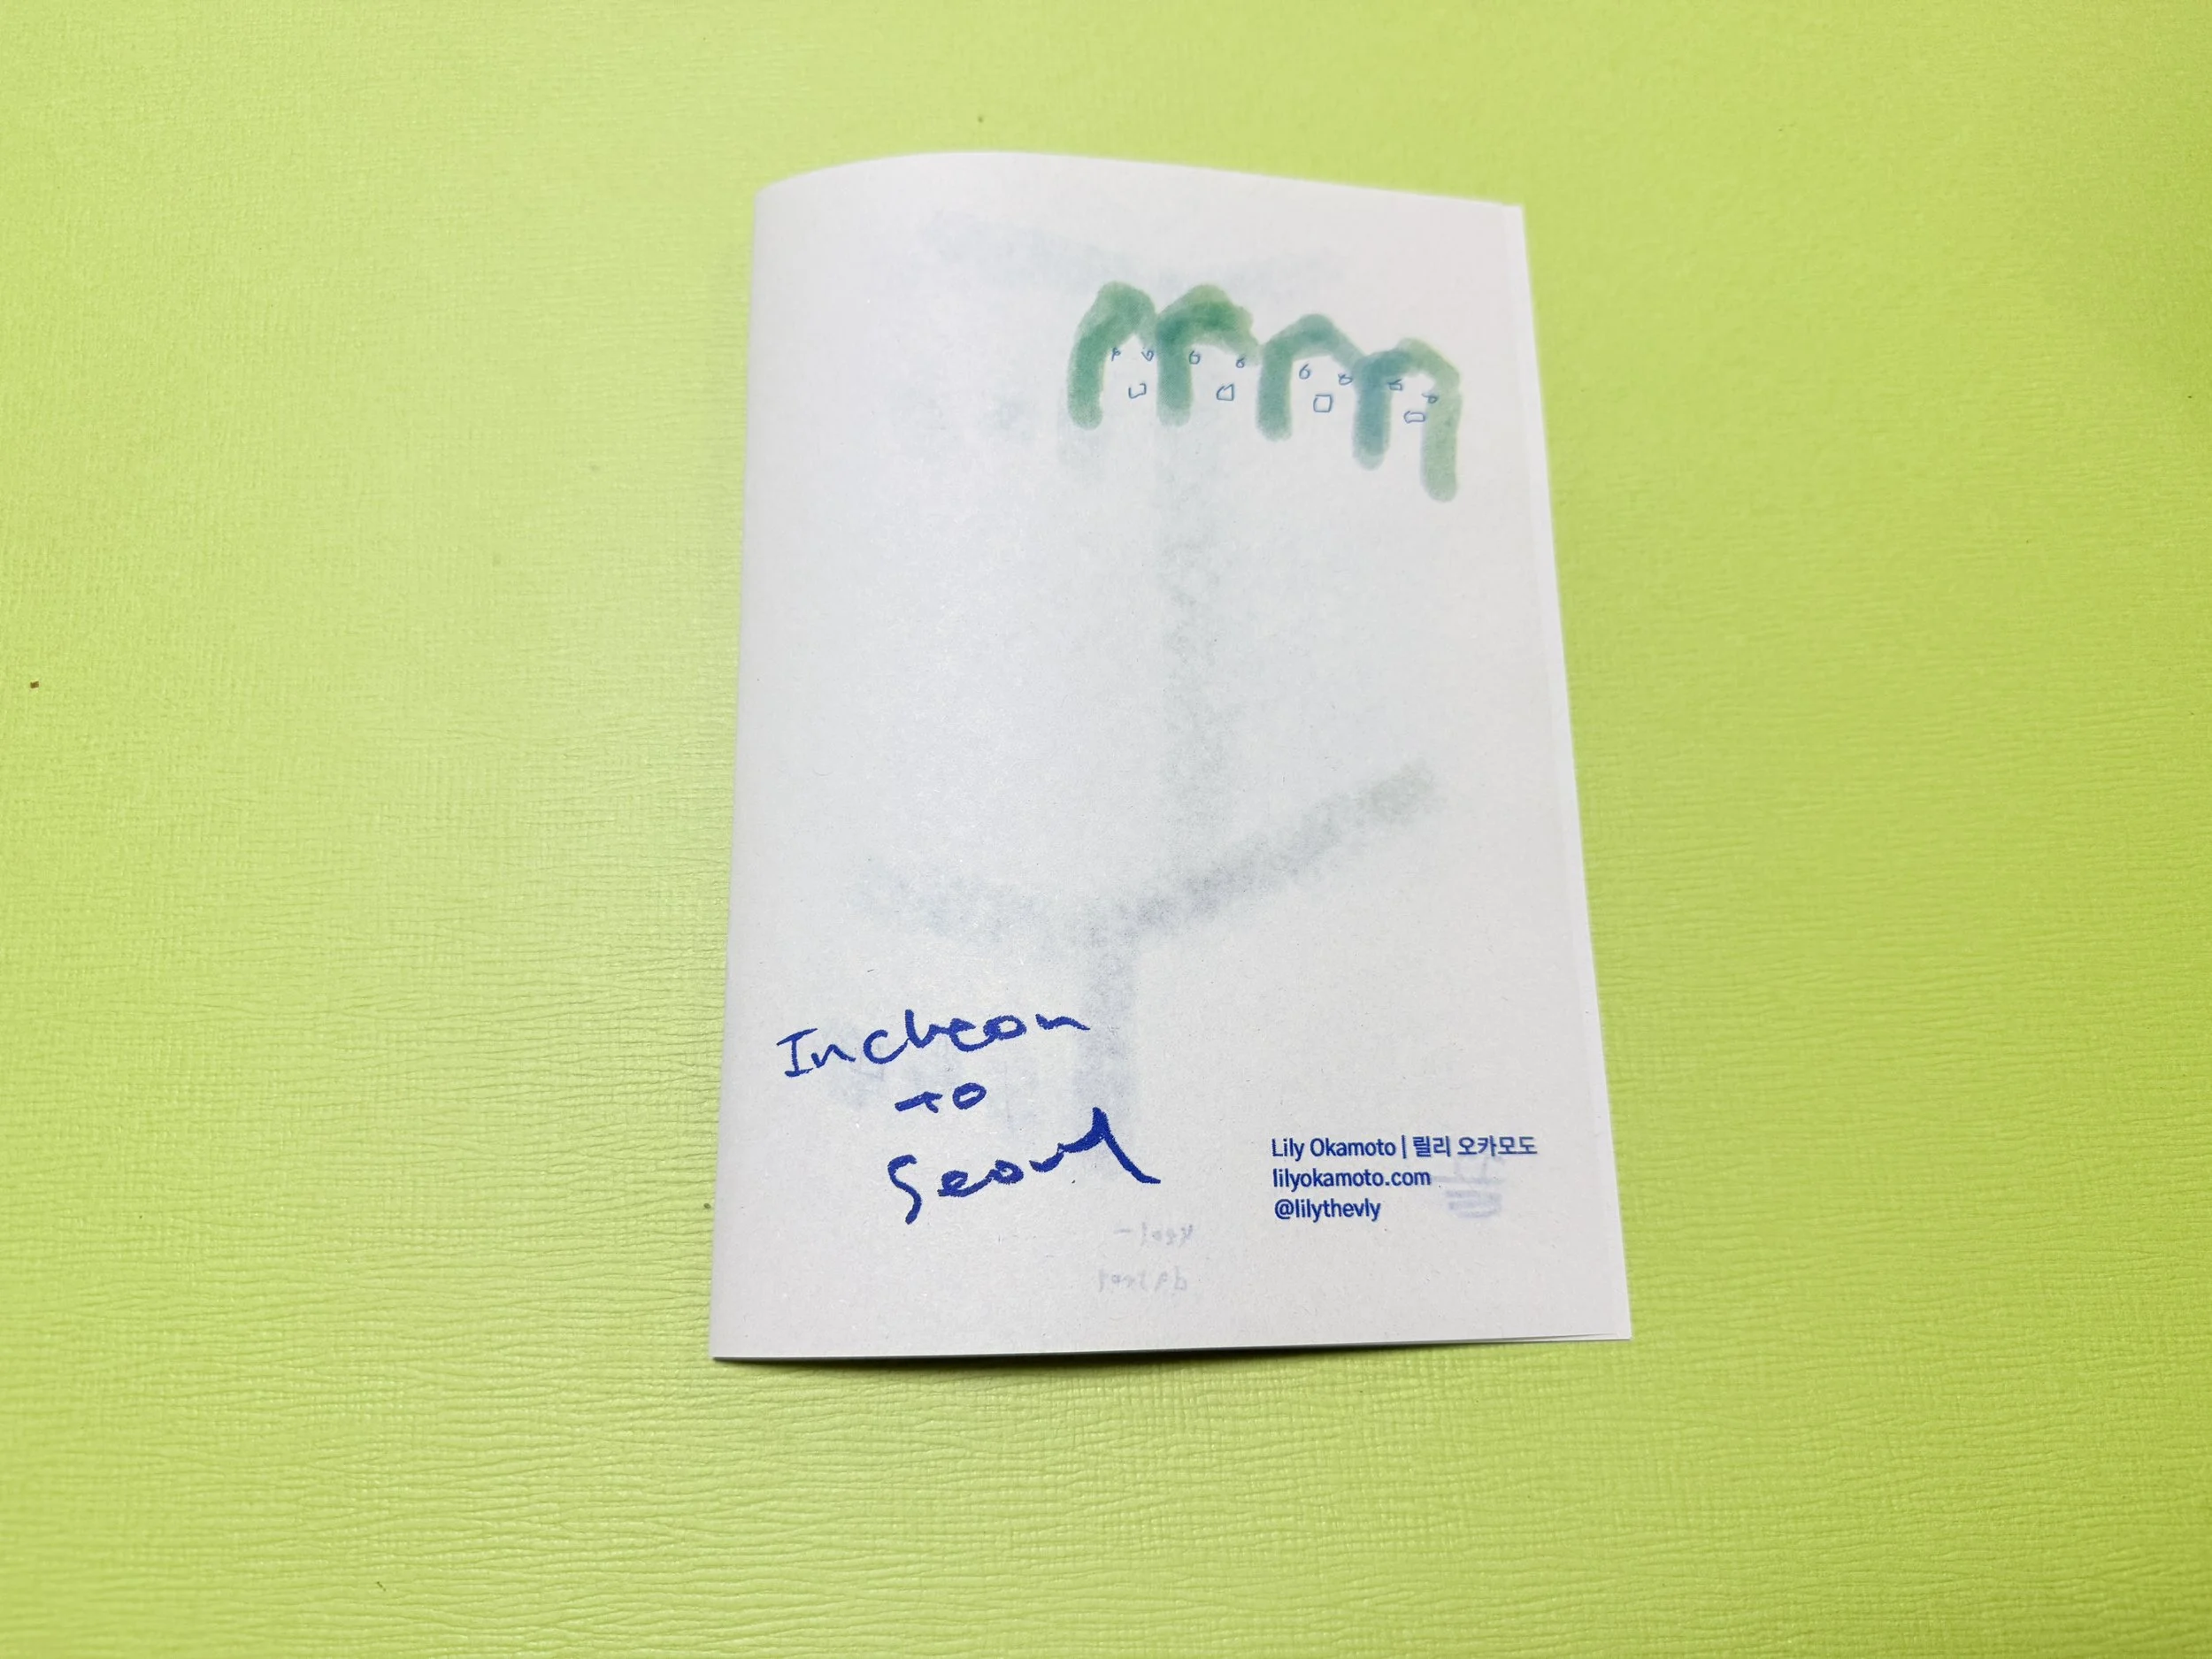 Incheon
to
Seoul
Lily Okamoto | 릴리 오카모도
lilyokamoto.com
@lilythevly